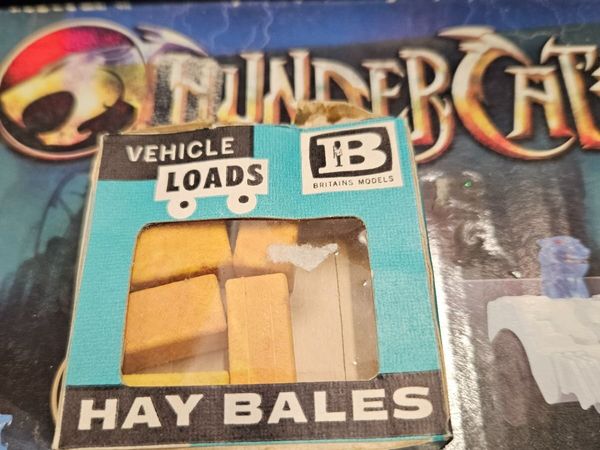 THUNDERCATS
VEHICLE
LOADS
B
BRITAINS MODELS
HAY BALES